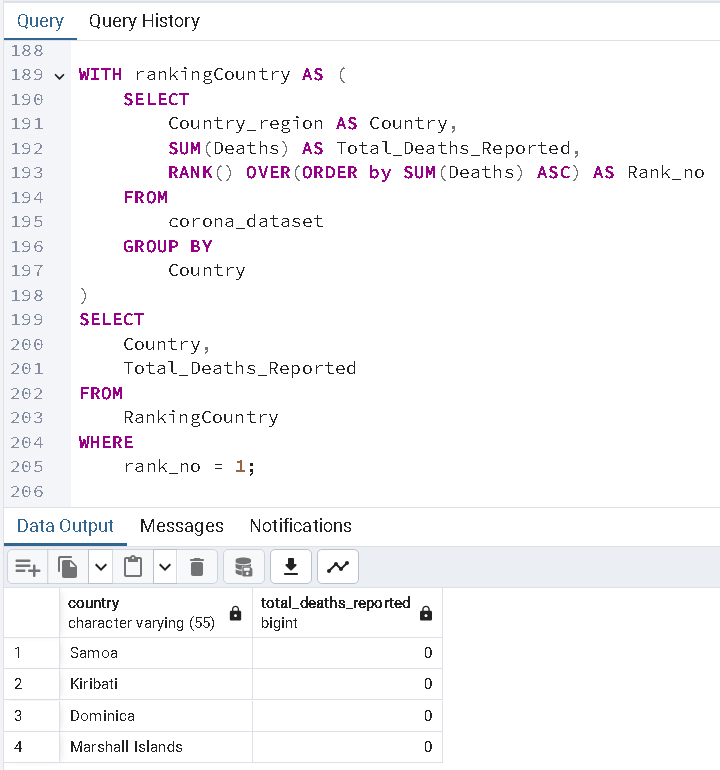 Query Query History
188
189 WITH rankingCountry AS (
190 SELECT
191 Country_region AS Country,
192 SUM(Deaths) AS Total_Deaths_Reported,
193 RANK() OVER(ORDER by SUM(Deaths) ASC) AS Rank_no
194 FROM
195 corona_dataset
196 GROUP BY
197 Country
198 )
199 SELECT
200 Country,
201 Total_Deaths_Reported
202 FROM
203 RankingCountry
204 WHERE
205 rank_no = 1;
206
Data Output Messages Notifications
country total_deaths_reported
character varying (55) bigint
1 Samoa 0
2 Kiribati 0
3 Dominica 0
4 Marshall Islands 0